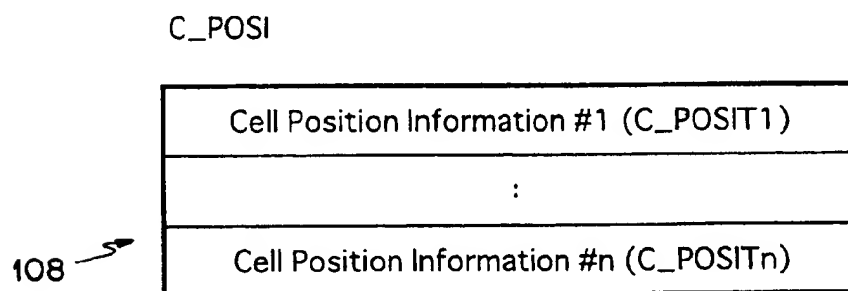 C_POSI
Cell Position Information #1 (C_POSIT1)
:
108
Cell Position Information #n (C_POSITn)